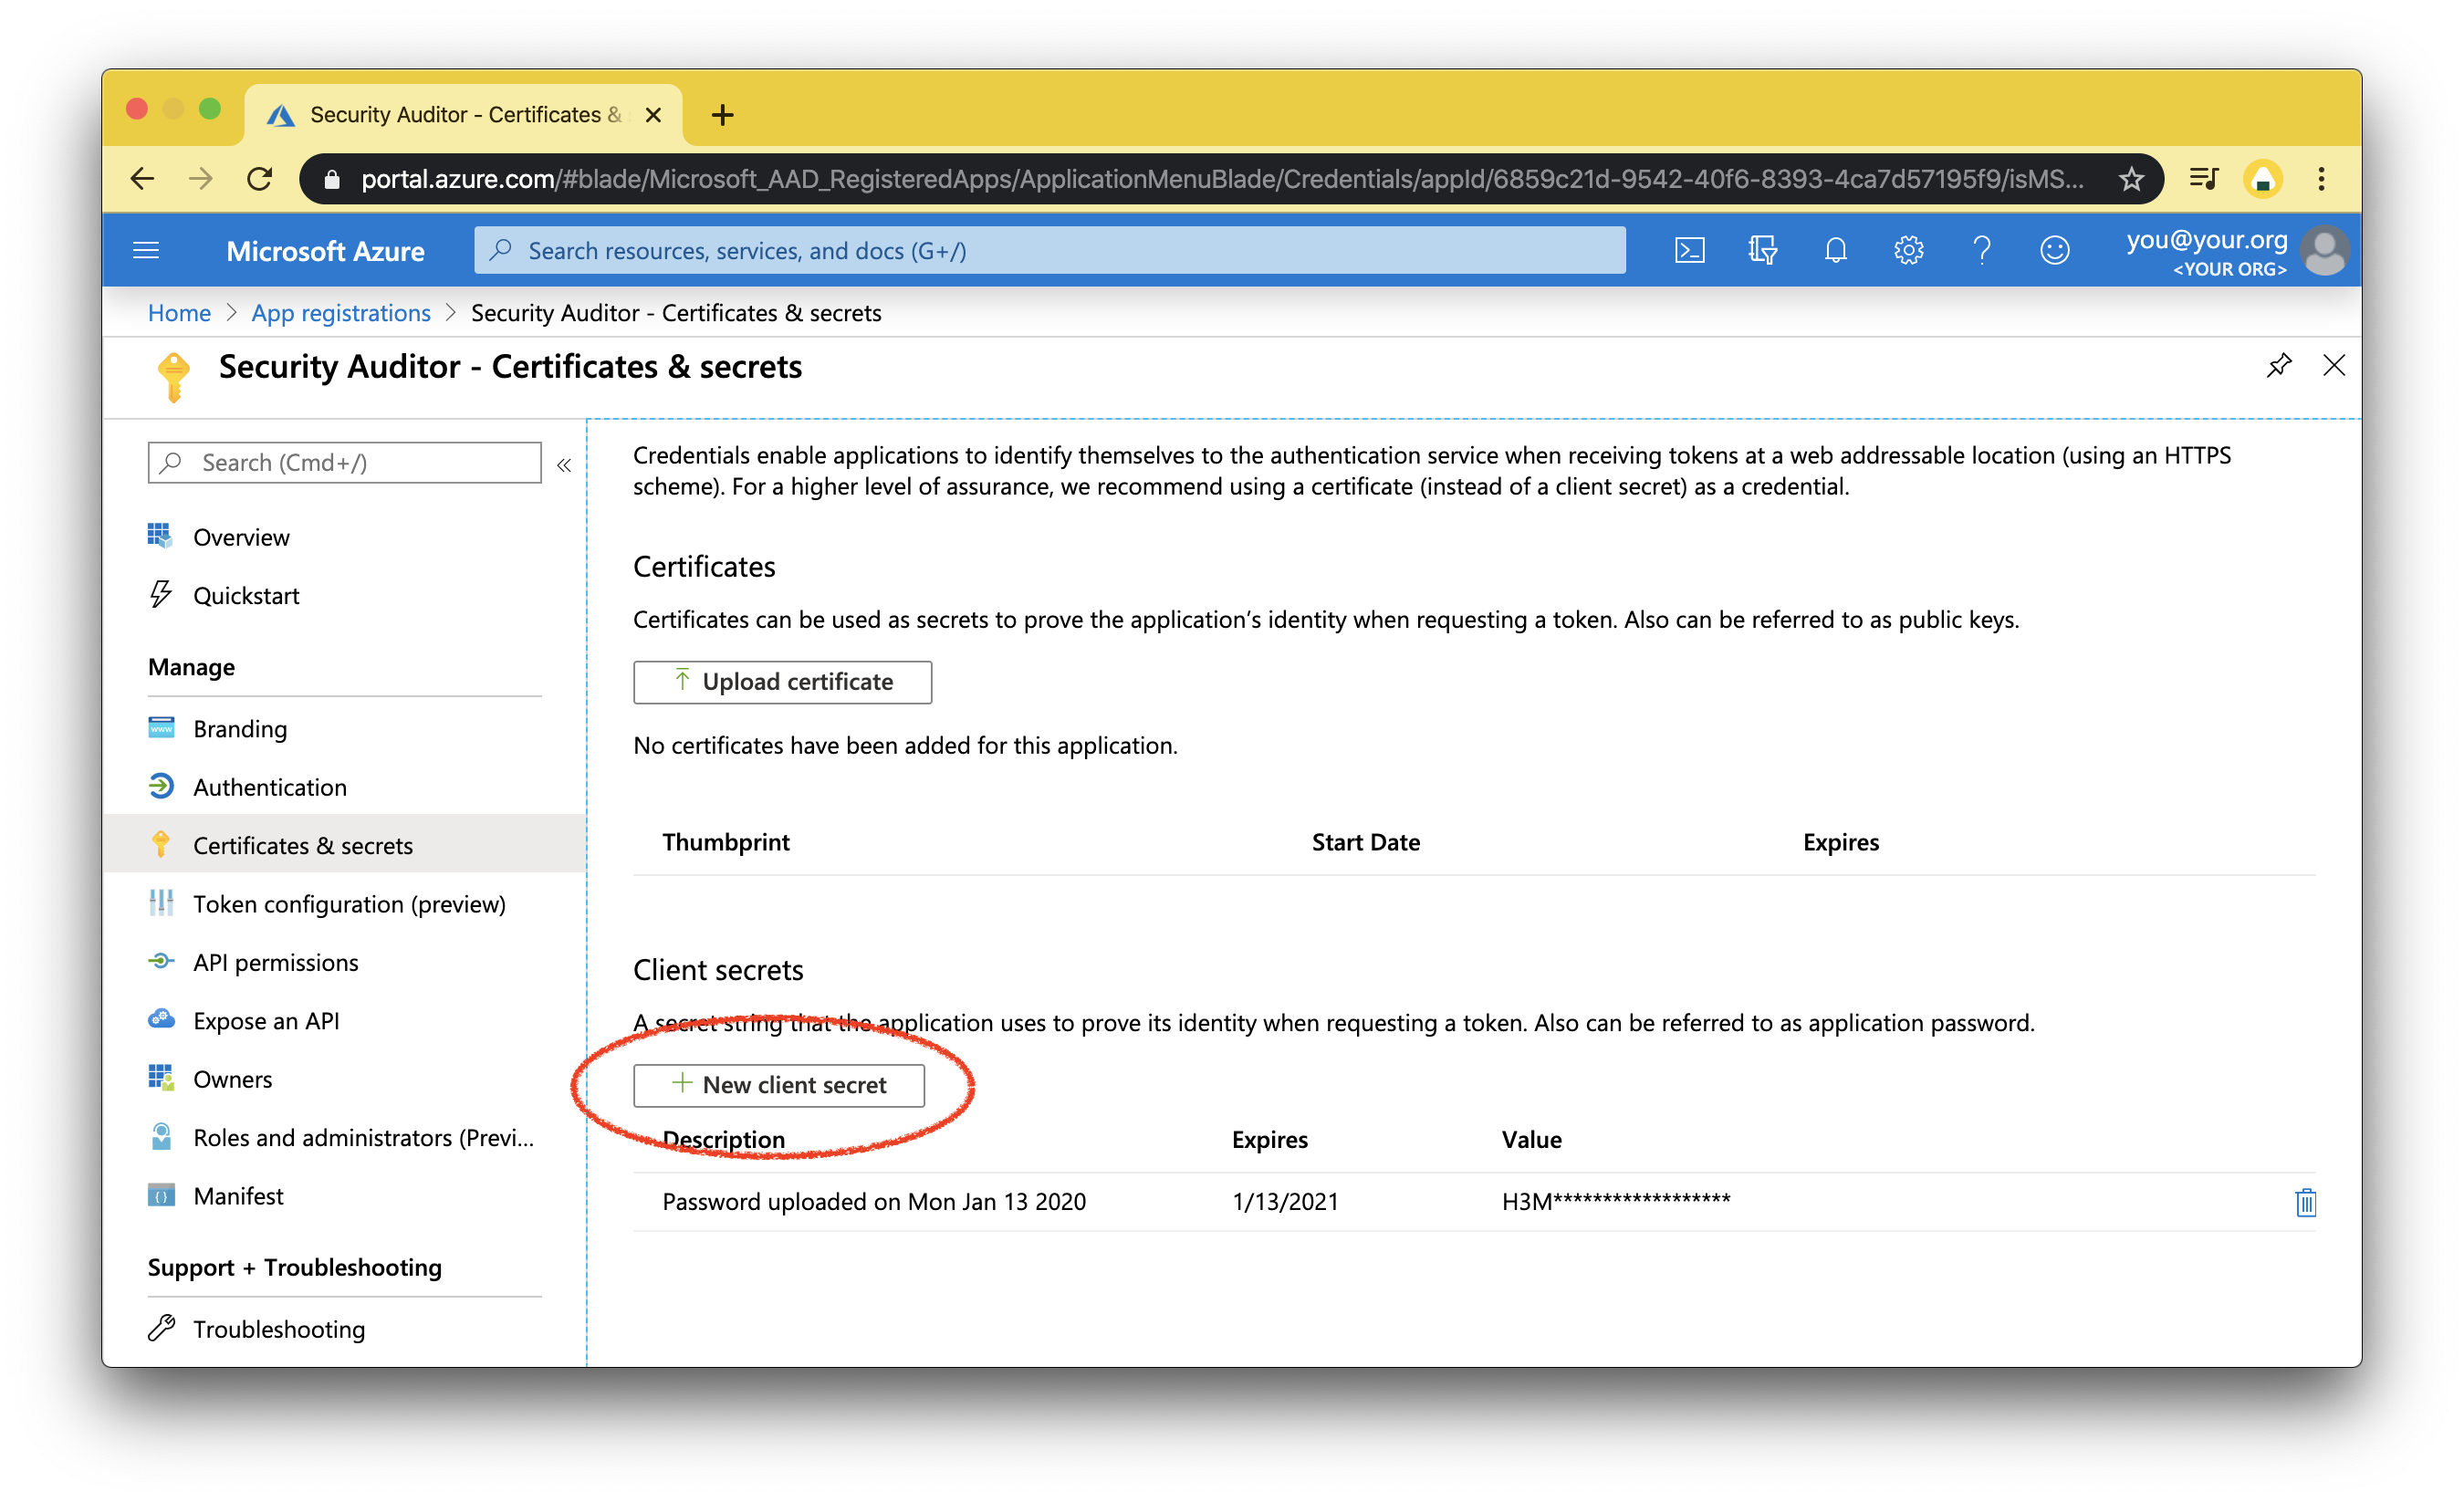 Security Auditor - Certificates &
portal.azure.com/#blade/Microsoft_AAD_RegisteredApps/ApplicationMenuBlade/Credentials/appId/6859c21d-9542-40f6-8393-4ca7d57195f9/isMS...
Microsoft Azure
Search resources, services, and docs (G+/)
you@your.org
<YOUR ORG>
Home > App registrations > Security Auditor - Certificates & secrets
Security Auditor - Certificates & secrets
Search (Cmd+/)
«
Overview
Quickstart
Manage
Branding
Authentication
Certificates & secrets
Token configuration (preview)
API permissions
Expose an API
Owners
Roles and administrators (Previ...
Manifest
Support + Troubleshooting
Troubleshooting
Credentials enable applications to identify themselves to the authentication service when receiving tokens at a web addressable location (using an HTTPS
scheme). For a higher level of assurance, we recommend using a certificate (instead of a client secret) as a credential.
Certificates
Certificates can be used as secrets to prove the application’s identity when requesting a token. Also can be referred to as public keys.
Upload certificate
No certificates have been added for this application.
Thumbprint Start Date Expires
Client secrets
A secret string that the application uses to prove its identity when requesting a token. Also can be referred to as application password.
New client secret
Description Expires Value
Password uploaded on Mon Jan 13 2020 1/13/2021 H3M******************